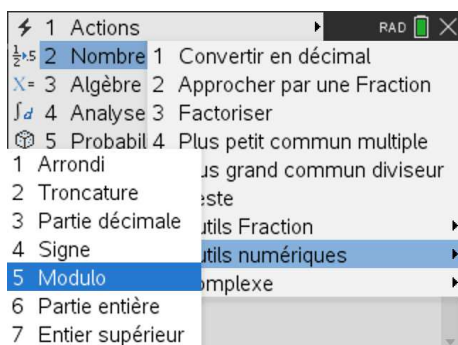 1 Actions
RAD
2 Nombre
3 Algèbre
4 Analyse
5 Probabil
1 Convertir en décimal
2 Approcher par une Fraction
3 Factoriser
4 Plus petit commun multiple
us grand commun diviseur
este
utils Fraction
utils numériques
omplexe
1 Arrondi
2 Troncature
3 Partie décimale
4 Signe
5 Modulo
6 Partie entière
7 Entier supérieur